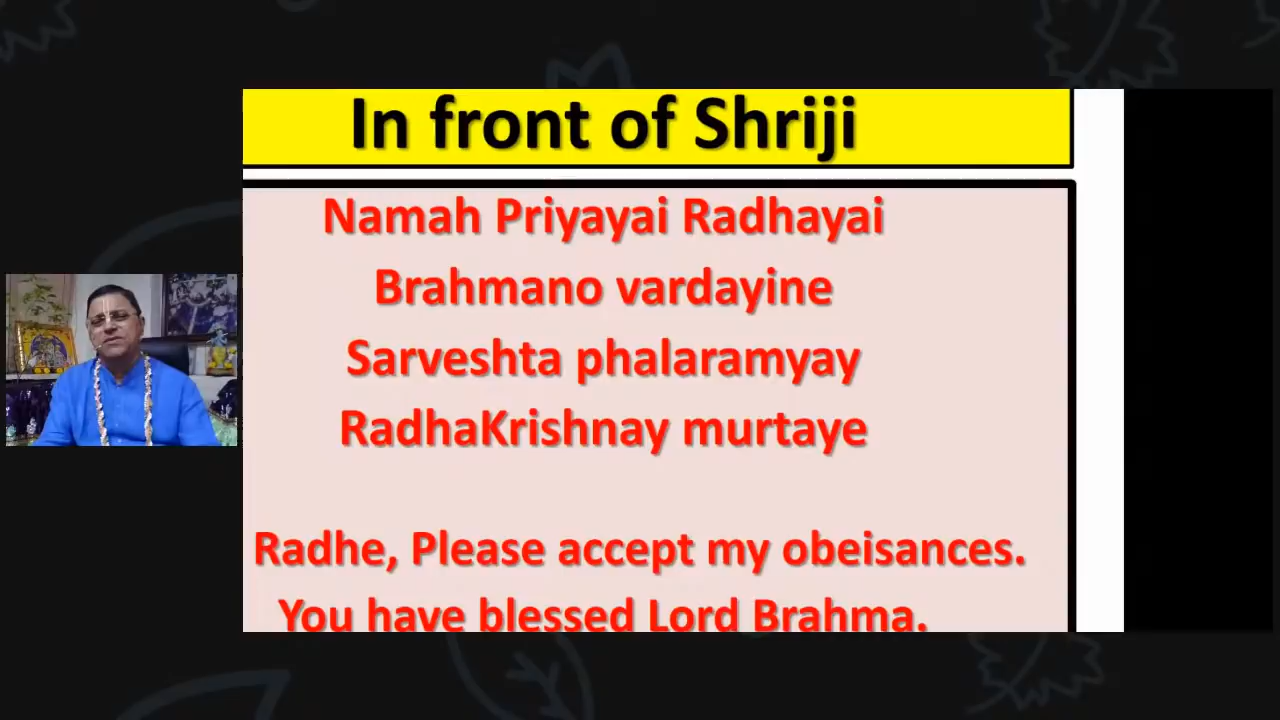 In front of Shriji
Namah Priyayai Radhayai
Brahmano vardayine
Sarveshta phalaramyay
RadhaKrishnay murtaye
Radhe, Please accept my obeisances.
You have blessed Lord Brahma.